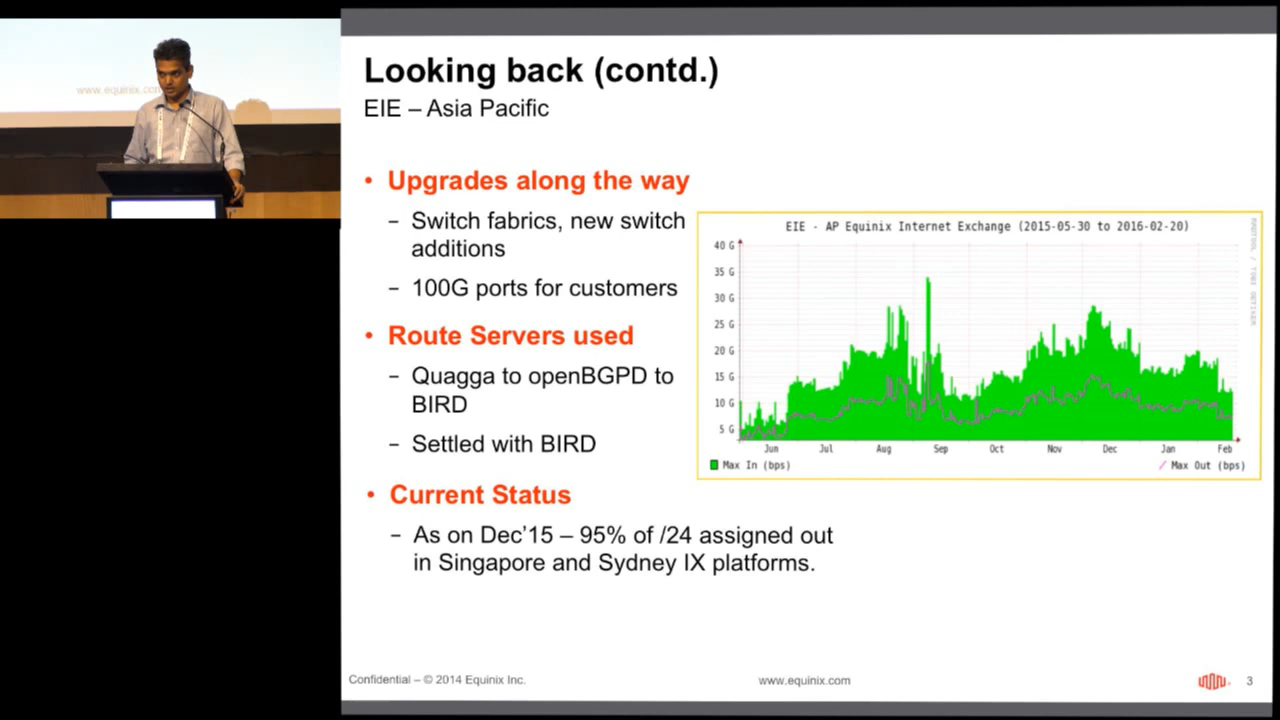 www.equinix.com
Looking back (contd.)
EIE – Asia Pacific
• Upgrades along the way
– Switch fabrics, new switch
additions
– 100G ports for customers
• Route Servers used
– Quagga to openBGPD to
BIRD
– Settled with BIRD
• Current Status
– As on Dec'15 – 95% of /24 assigned out
in Singapore and Sydney IX platforms.
EIE - AP Equinix Internet Exchange (2015-05-30 to 2016-02-20)
40 G
35 G
30 G
25 G
20 G
15 G
10 G
5 G
Jun Jul Aug Sep Oct Nov Dec Jan Feb
Max In (bps) Max Out (bps)
RRDTOOL / TOBI OETIKER
Confidential – © 2014 Equinix Inc. www.equinix.com 3